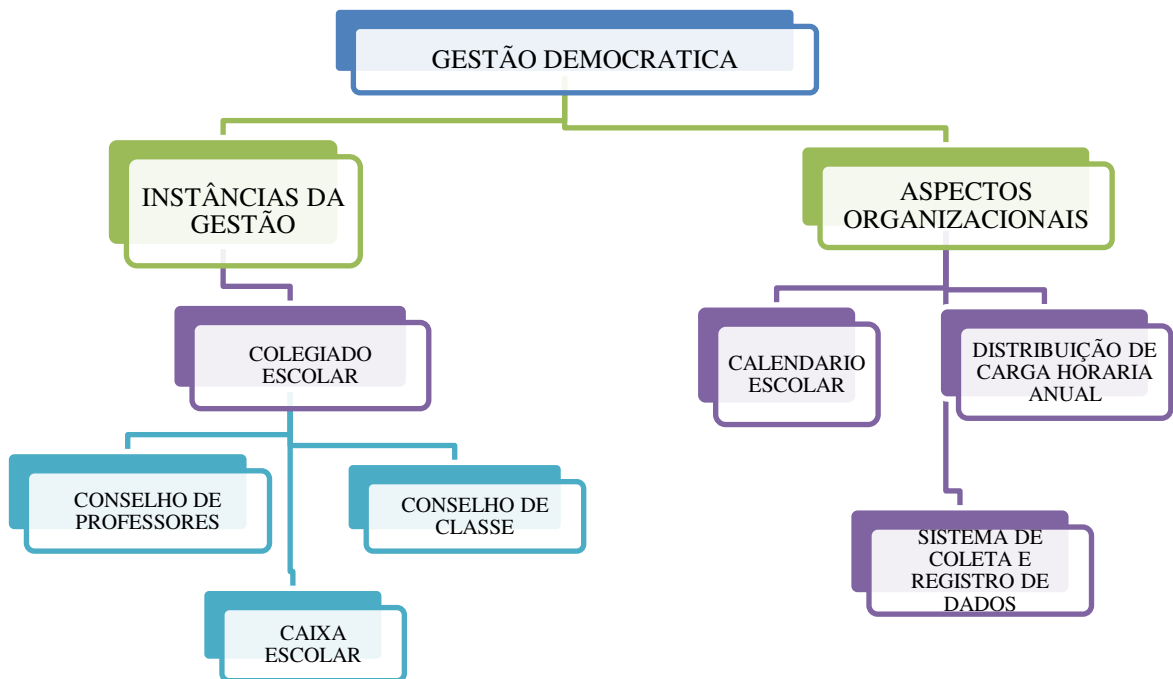 GESTÃO DEMOCRATICA
INSTÂNCIAS DA
GESTÃO
ASPECTOS
ORGANIZACIONAIS
COLEGIADO
ESCOLAR
CALENDARIO
ESCOLAR
DISTRIBUIÇÃO DE
CARGA HORARIA
ANUAL
CONSELHO DE
PROFESSORES
CONSELHO DE
CLASSE
SISTEMA DE
COLETA E
REGISTRO DE
DADOS
CAIXA
ESCOLAR